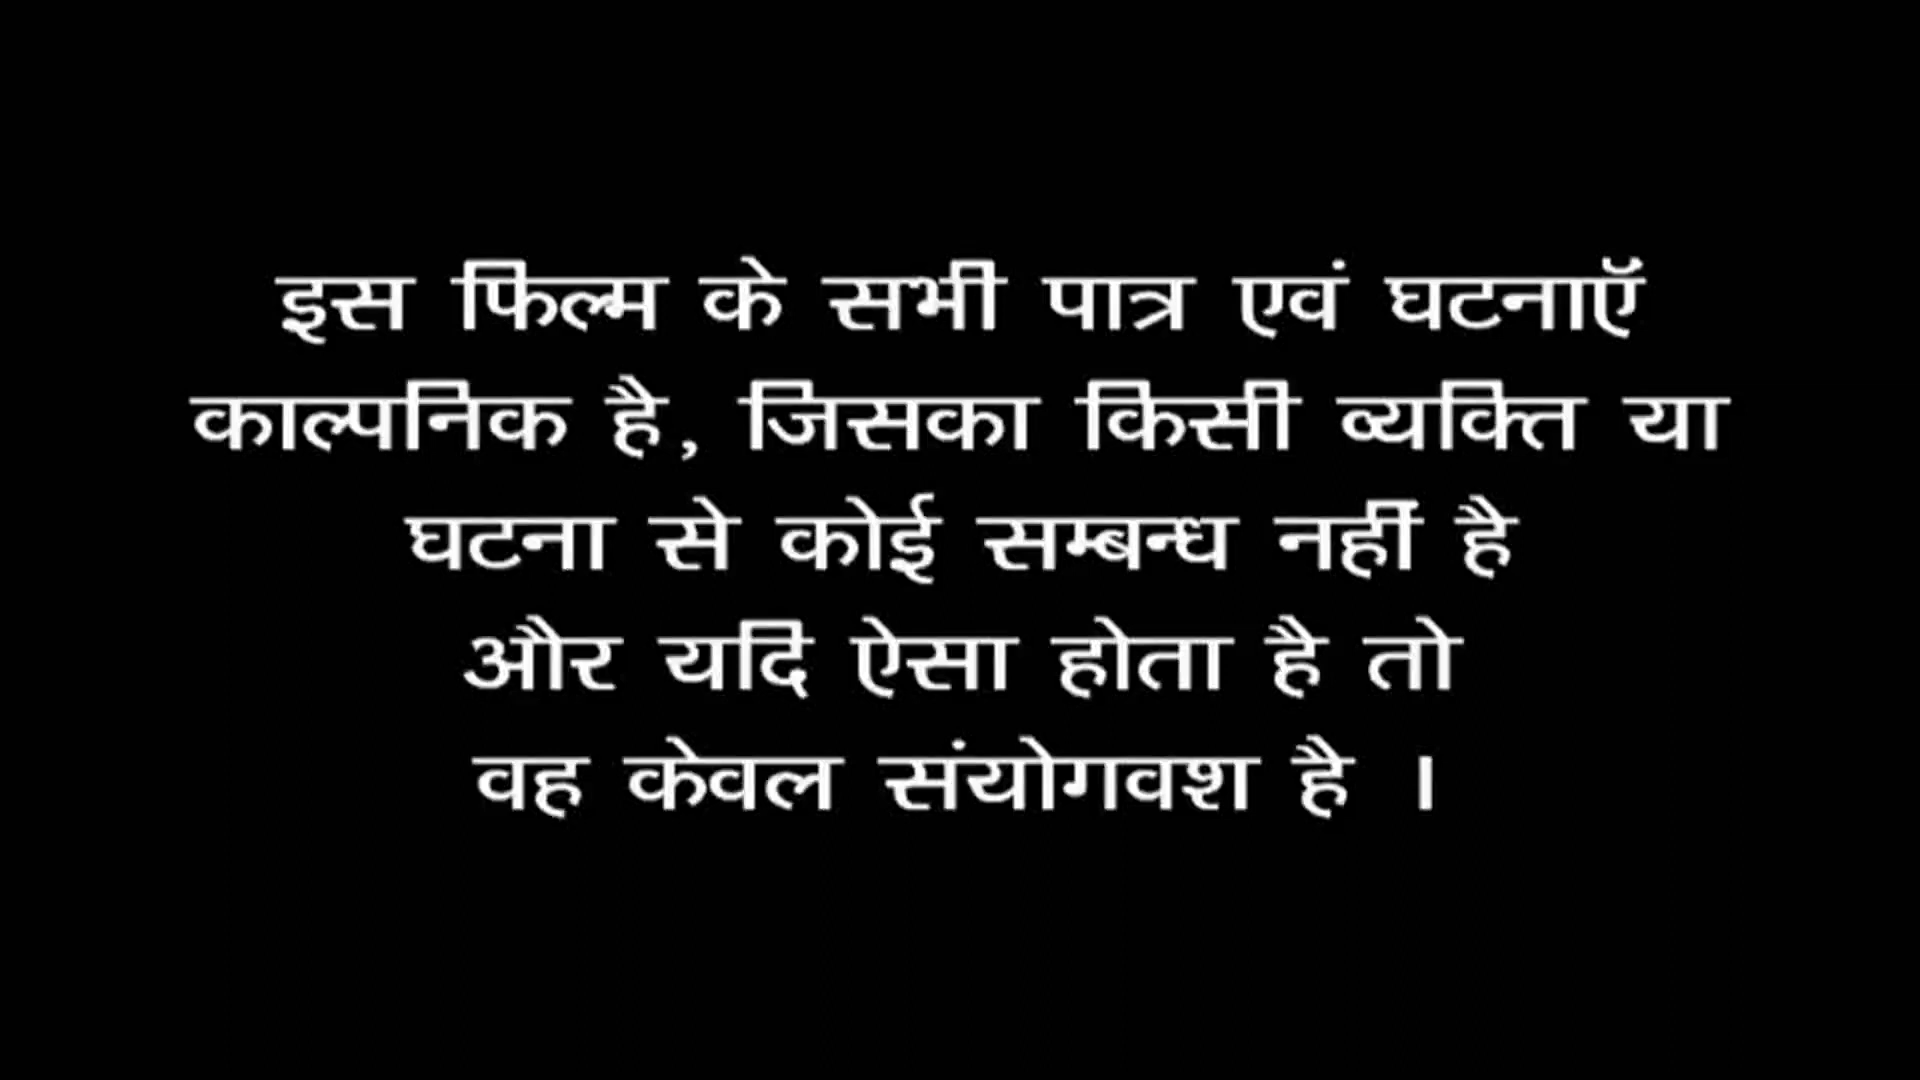 इस फिल्म के सभी पात्र एवं घटनाऍ
काल्पनिक है, जिसका किसी व्यक्ति या
घटना से कोई सम्बन्ध नहीं है
और यदि ऐसा होता है तो
वह केवल संयोगवश है ।